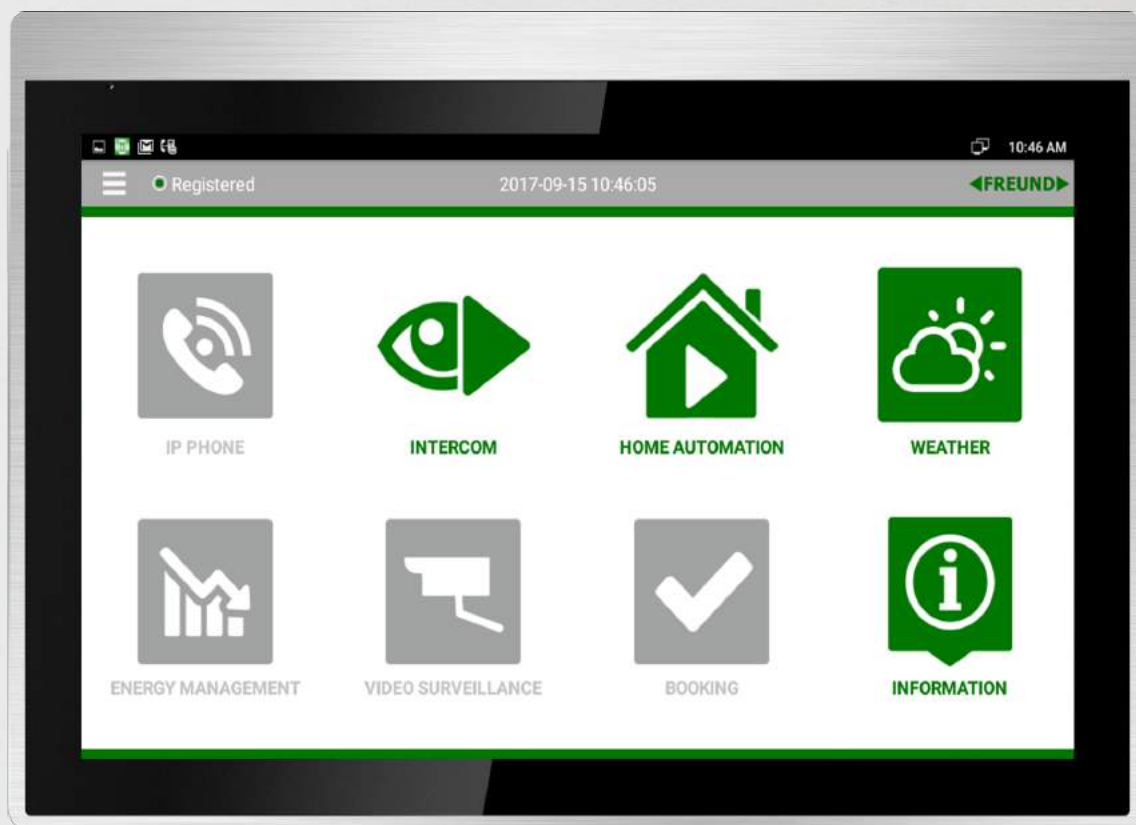 10:46 AM
Registered 2017-09-15 10:46:05 FREUND
IP PHONE INTERCOM HOME AUTOMATION WEATHER
ENERGY MANAGEMENT VIDEO SURVEILLANCE BOOKING INFORMATION